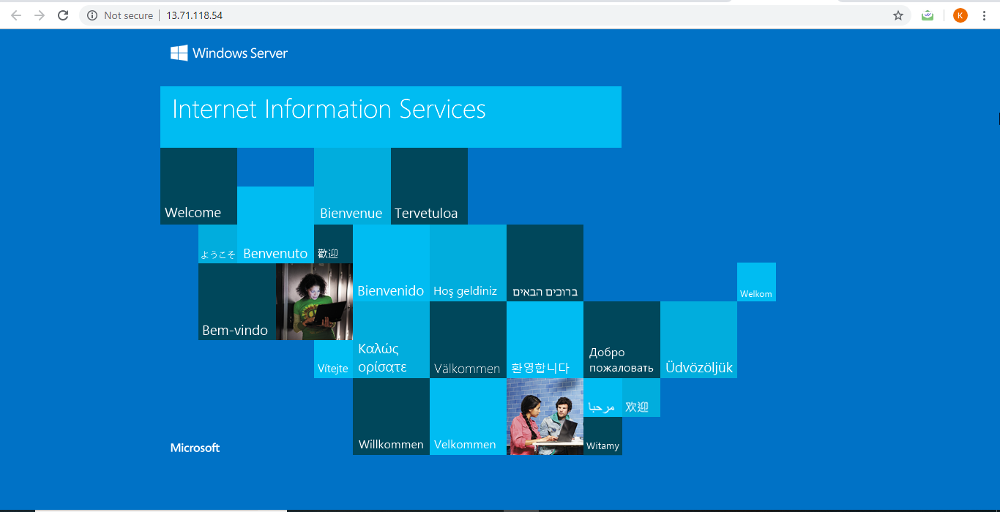 Not secure
13.71.118.54
K
Windows Server
Internet Information Services
Welcome
Bienvenue
Tervetuloa
ようこそ
Benvenuto
歡迎
Bienvenido
Hoş geldiniz
ברוכים הבאים
Welkom
Bem-vindo
Vítejte
Καλώς
ορίσατε
Välkommen
환영합니다
Добро
пожаловать
Üdvözöljük
Willkommen
Velkommen
مرحبا
欢迎
Witamy
Microsoft